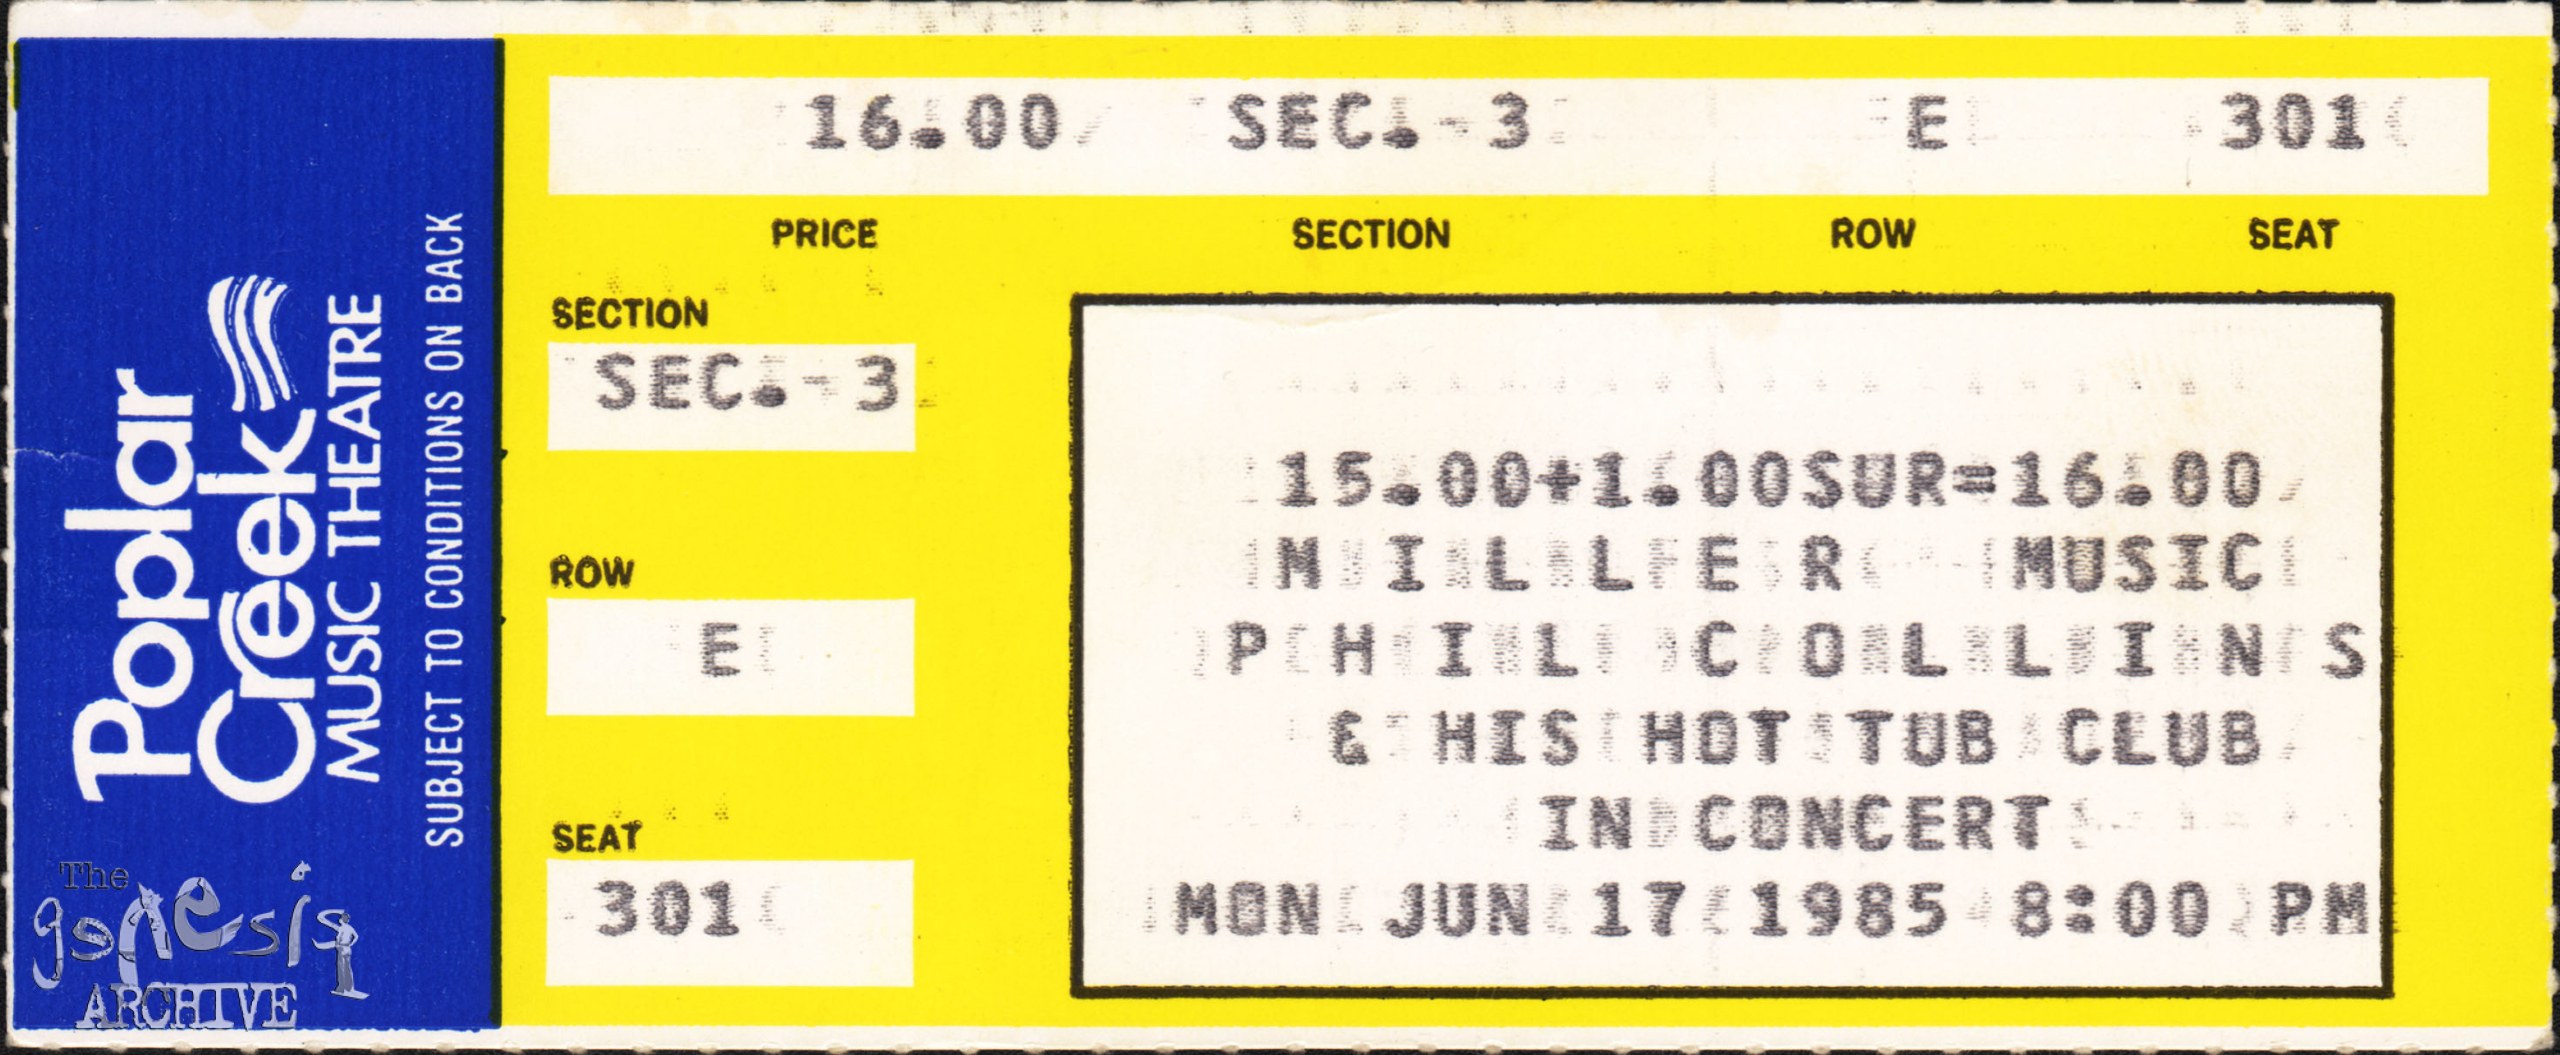 Poplar
Creek
MUSIC THEATRE
SUBJECT TO CONDITIONS ON BACK
The
genesis
ARCHIVE
16.00 SEC. 3 E 301
PRICE SECTION ROW SEAT
SECTION
SEC. 3
ROW
E
SEAT
301
15.00+1.00SUR=16.00
MILLER MUSIC
PHIL COLLINS
& HIS HOT TUB CLUB
IN CONCERT
MON JUN 17 1985 8:00 PM